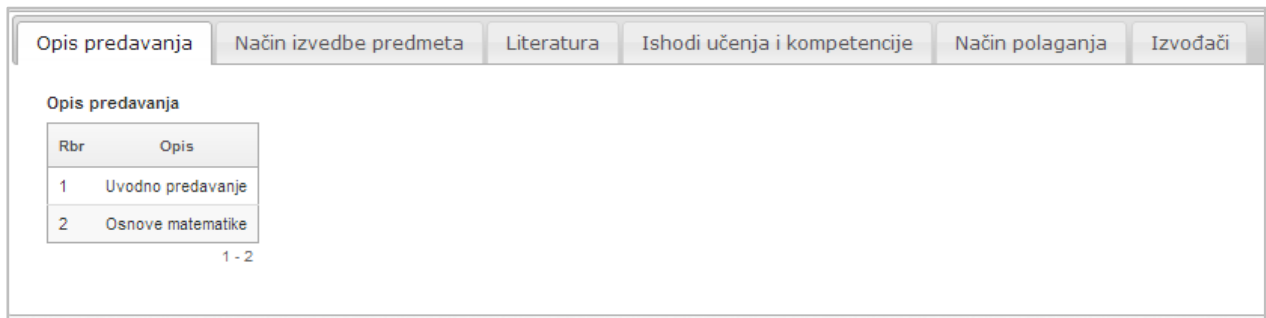 Opis predavanja Način izvedbe predmeta Literatura Ishodi učenja i kompetencije Način polaganja Izvođači
Opis predavanja
Rbr Opis
1 Uvodno predavanje
2 Osnove matematike
1 - 2